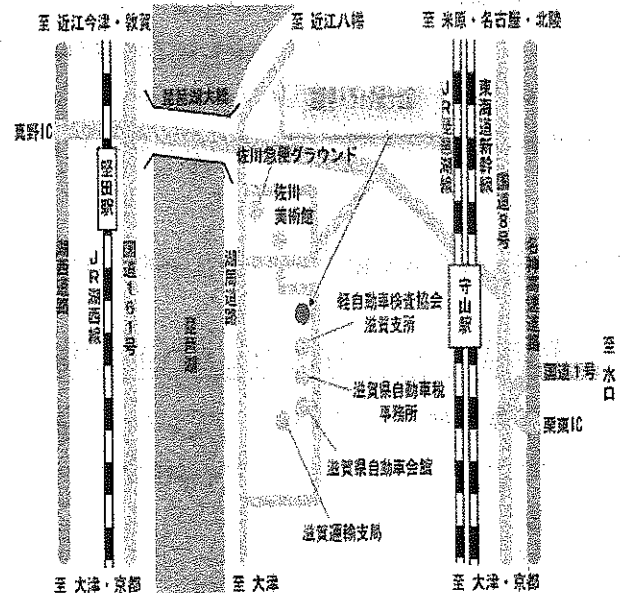 至 近江今津・敦賀
至 近江八幡
至 米原・名古屋・北陸
琵琶湖大橋
真野IC
JR琵琶湖線
東海道新幹線
国道8号
佐川急便グラウンド
堅田駅
佐川
美術館
湖西道路
JR湖西線
国道161号
琵琶湖
湖周道路
名神高速道路
守山駅
軽自動車検査協会
滋賀支所
至 水口
国道1号
滋賀県自動車税
事務所
栗東IC
滋賀県自動車会館
滋賀運輸支局
至 大津・京都
至 大津
至 大津・京都